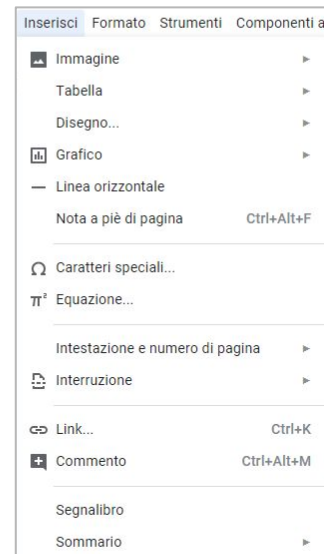 Inserisci Formato Strumenti Componenti a
Immagine
Tabella
Disegno...
Grafico
Linea orizzontale
Nota a piè di pagina Ctrl+Alt+F
Ω Caratteri speciali...
π² Equazione...
Intestazione e numero di pagina
Interruzione
Link... Ctrl+K
Commento Ctrl+Alt+M
Segnalibro
Sommario